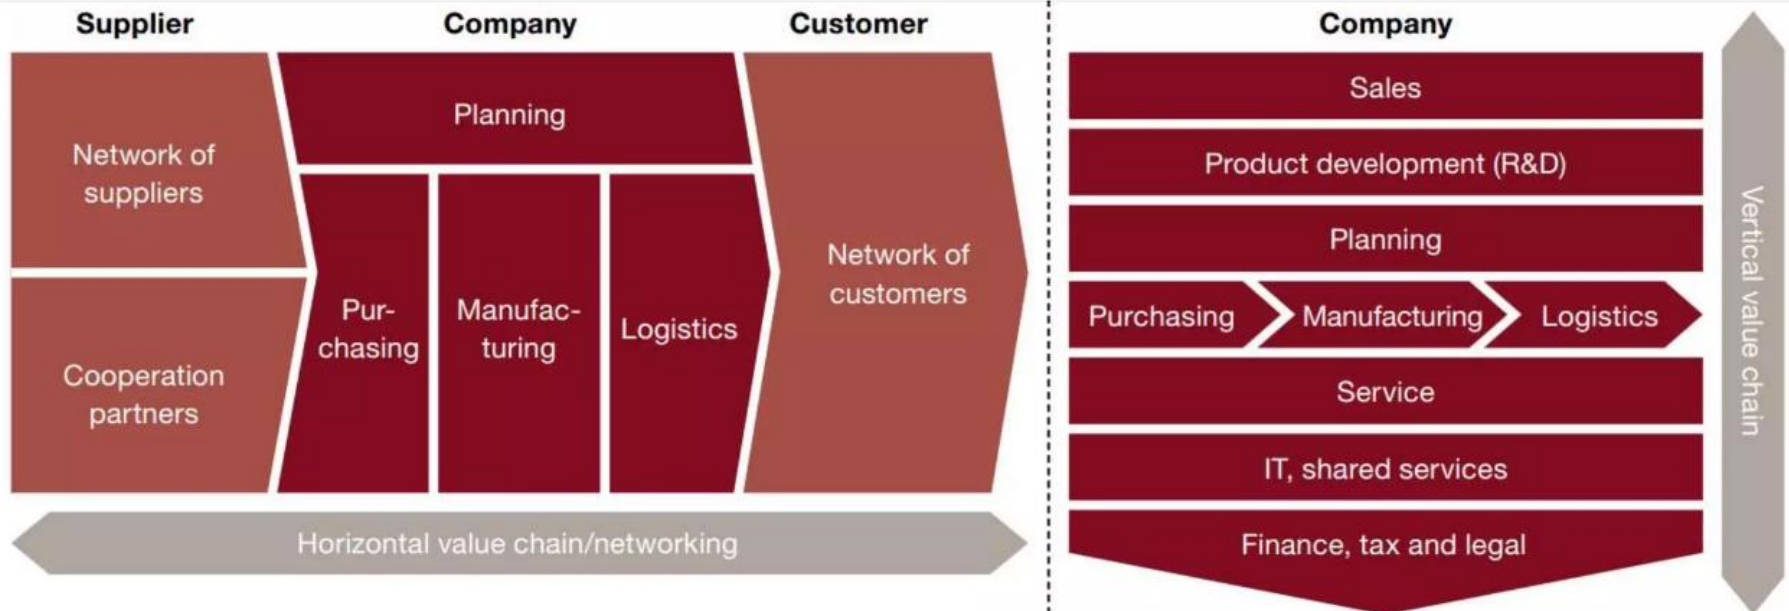 Supplier
Company
Customer
Network of
suppliers
Cooperation
partners
Planning
Pur-
chasing
Manufac-
turing
Logistics
Network of
customers
Horizontal value chain/networking
Company
Sales
Product development (R&D)
Planning
Purchasing
Manufacturing
Logistics
Service
IT, shared services
Finance, tax and legal
Vertical value chain